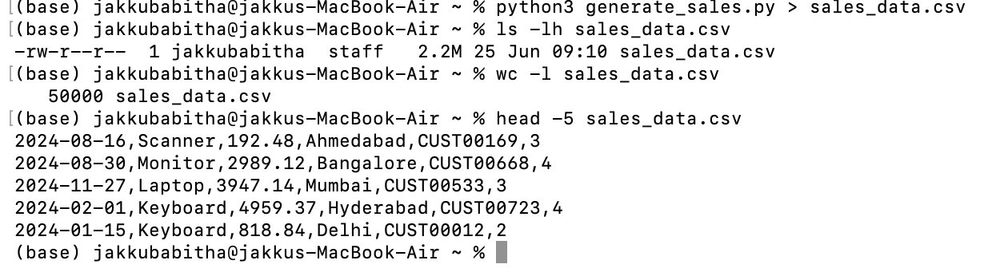 [(base) jakkubabitha@jakkus-MacBook-Air ~ % python3 generate_sales.py > sales_data.csv
[(base) jakkubabitha@jakkus-MacBook-Air ~ % ls -lh sales_data.csv
-rw-r--r--  1 jakkubabitha  staff   2.2M 25 Jun 09:10 sales_data.csv
[(base) jakkubabitha@jakkus-MacBook-Air ~ % wc -l sales_data.csv
   50000 sales_data.csv
[(base) jakkubabitha@jakkus-MacBook-Air ~ % head -5 sales_data.csv
2024-08-16,Scanner,192.48,Ahmedabad,CUST00169,3
2024-08-30,Monitor,2989.12,Bangalore,CUST00668,4
2024-11-27,Laptop,3947.14,Mumbai,CUST00533,3
2024-02-01,Keyboard,4959.37,Hyderabad,CUST00723,4
2024-01-15,Keyboard,818.84,Delhi,CUST00012,2
(base) jakkubabitha@jakkus-MacBook-Air ~ %